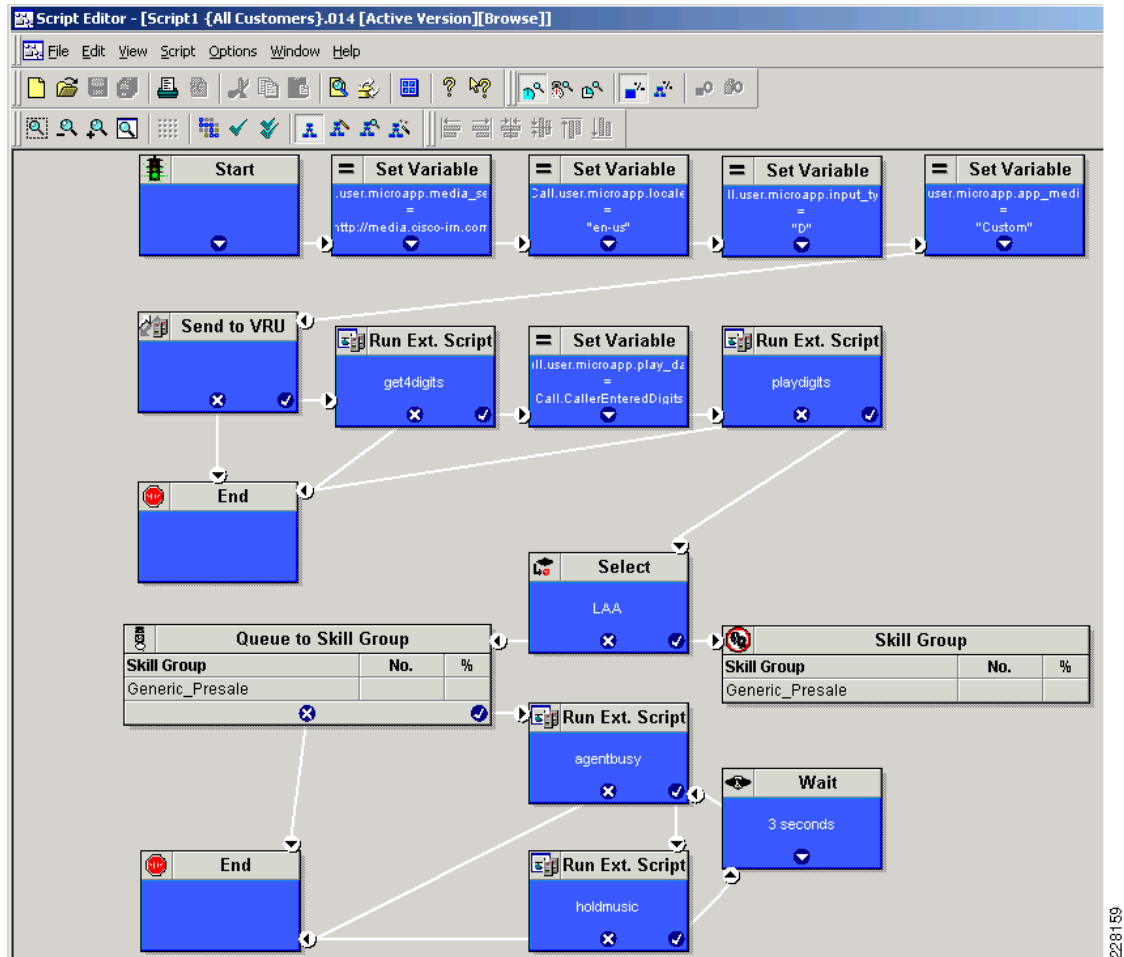 Script Editor - [Script1 {All Customers}.014 [Active Version][Browse]]
File Edit View Script Options Window Help
Start
Set Variable
.user.microapp.media_se
=
http://media.cisco-irn.com
Set Variable
Call.user.microapp.locale
=
"en-us"
Set Variable
ll.user.microapp.input_ty
=
"D"
Set Variable
user.microapp.app_medi
=
"Custom"
Send to VRU
Run Ext. Script
get4digits
Set Variable
all.user.microapp.play_da
=
Call.CallerEnteredDigits
Run Ext. Script
playdigits
End
Select
LAA
Queue to Skill Group
Skill Group No. %
Generic_Presale
Skill Group
Skill Group No. %
Generic_Presale
Run Ext. Script
agentbusy
Wait
3 seconds
End
Run Ext. Script
holdmusic
228159